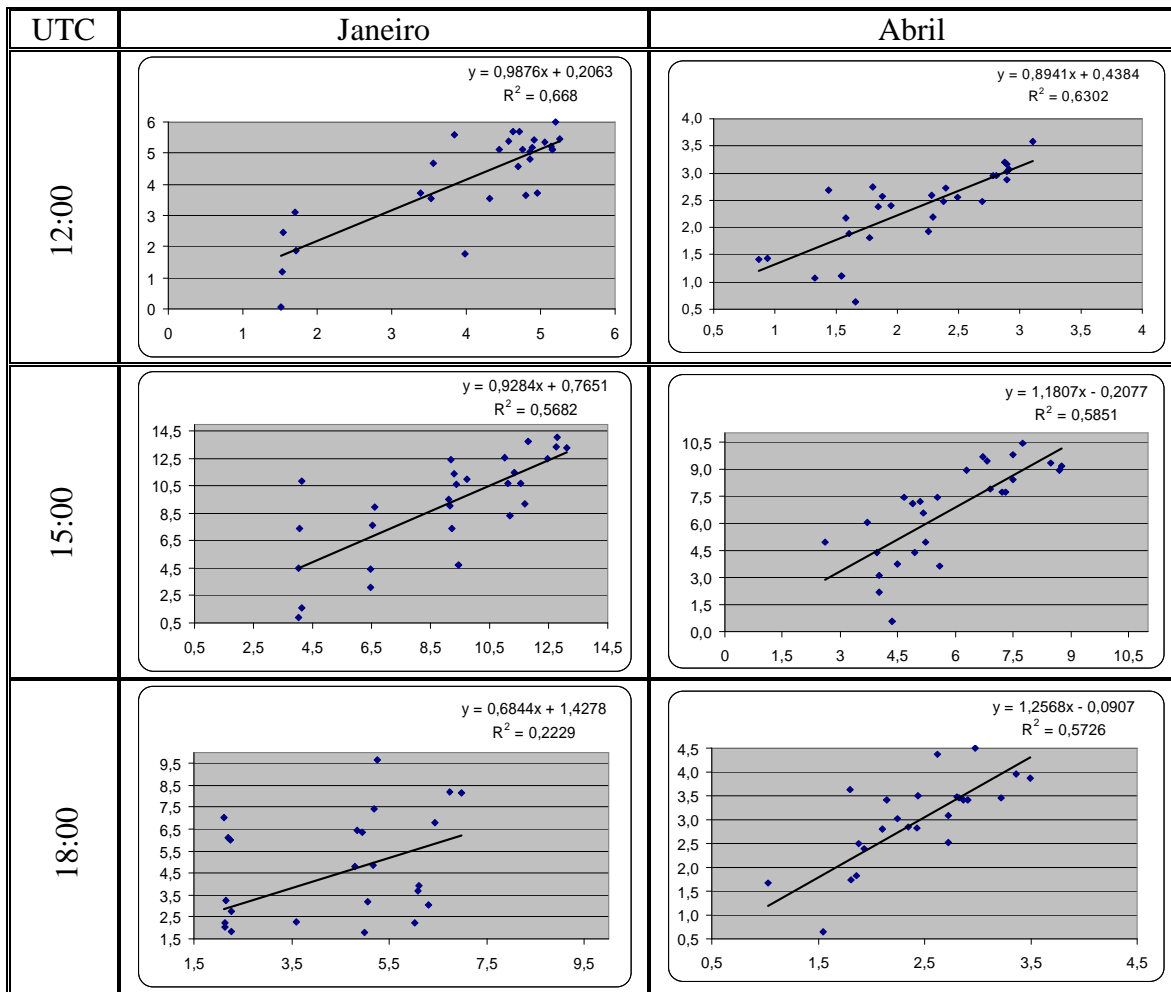 UTC Janeiro Abril
12:00
y = 0,9876x + 0,2063
R² = 0,668
6
5
4
3
2
1
0
0 1 2 3 4 5 6
y = 0,8941x + 0,4384
R² = 0,6302
4,0
3,5
3,0
2,5
2,0
1,5
1,0
0,5
0,5 1 1,5 2 2,5 3 3,5 4
15:00
y = 0,9284x + 0,7651
R² = 0,5682
14,5
12,5
10,5
8,5
6,5
4,5
2,5
0,5
0,5 2,5 4,5 6,5 8,5 10,5 12,5 14,5
y = 1,1807x - 0,2077
R² = 0,5851
10,5
9,0
7,5
6,0
4,5
3,0
1,5
0,0
0 1,5 3 4,5 6 7,5 9 10,5
18:00
y = 0,6844x + 1,4278
R² = 0,2229
9,5
8,5
7,5
6,5
5,5
4,5
3,5
2,5
1,5
1,5 3,5 5,5 7,5 9,5
y = 1,2568x - 0,0907
R² = 0,5726
4,5
4,0
3,5
3,0
2,5
2,0
1,5
1,0
0,5
0,5 1,5 2,5 3,5 4,5